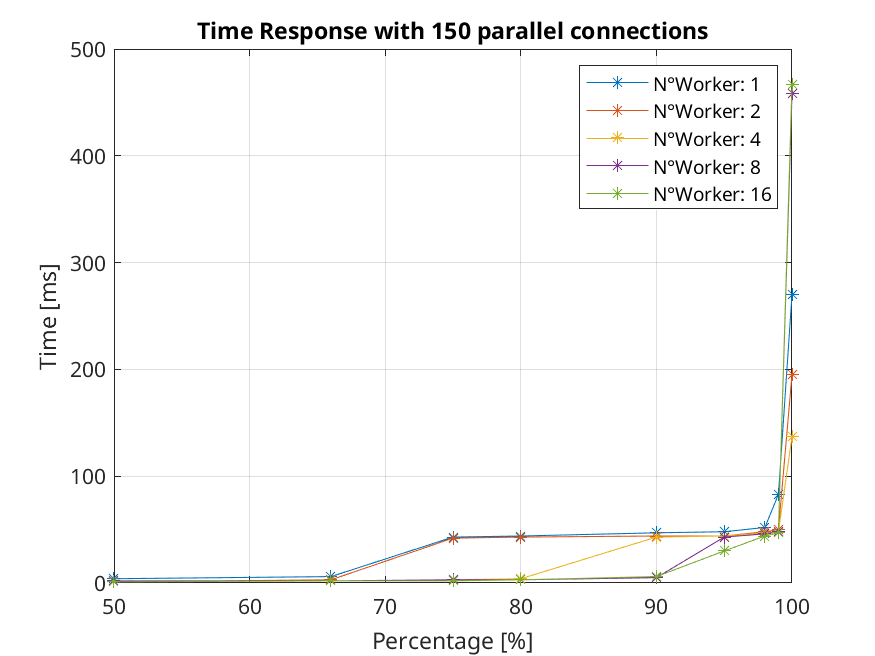 Time Response with 150 parallel connections
500
400
300
200
100
0
Time [ms]
N°Worker: 1
N°Worker: 2
N°Worker: 4
N°Worker: 8
N°Worker: 16
50 60 70 80 90 100
Percentage [%]